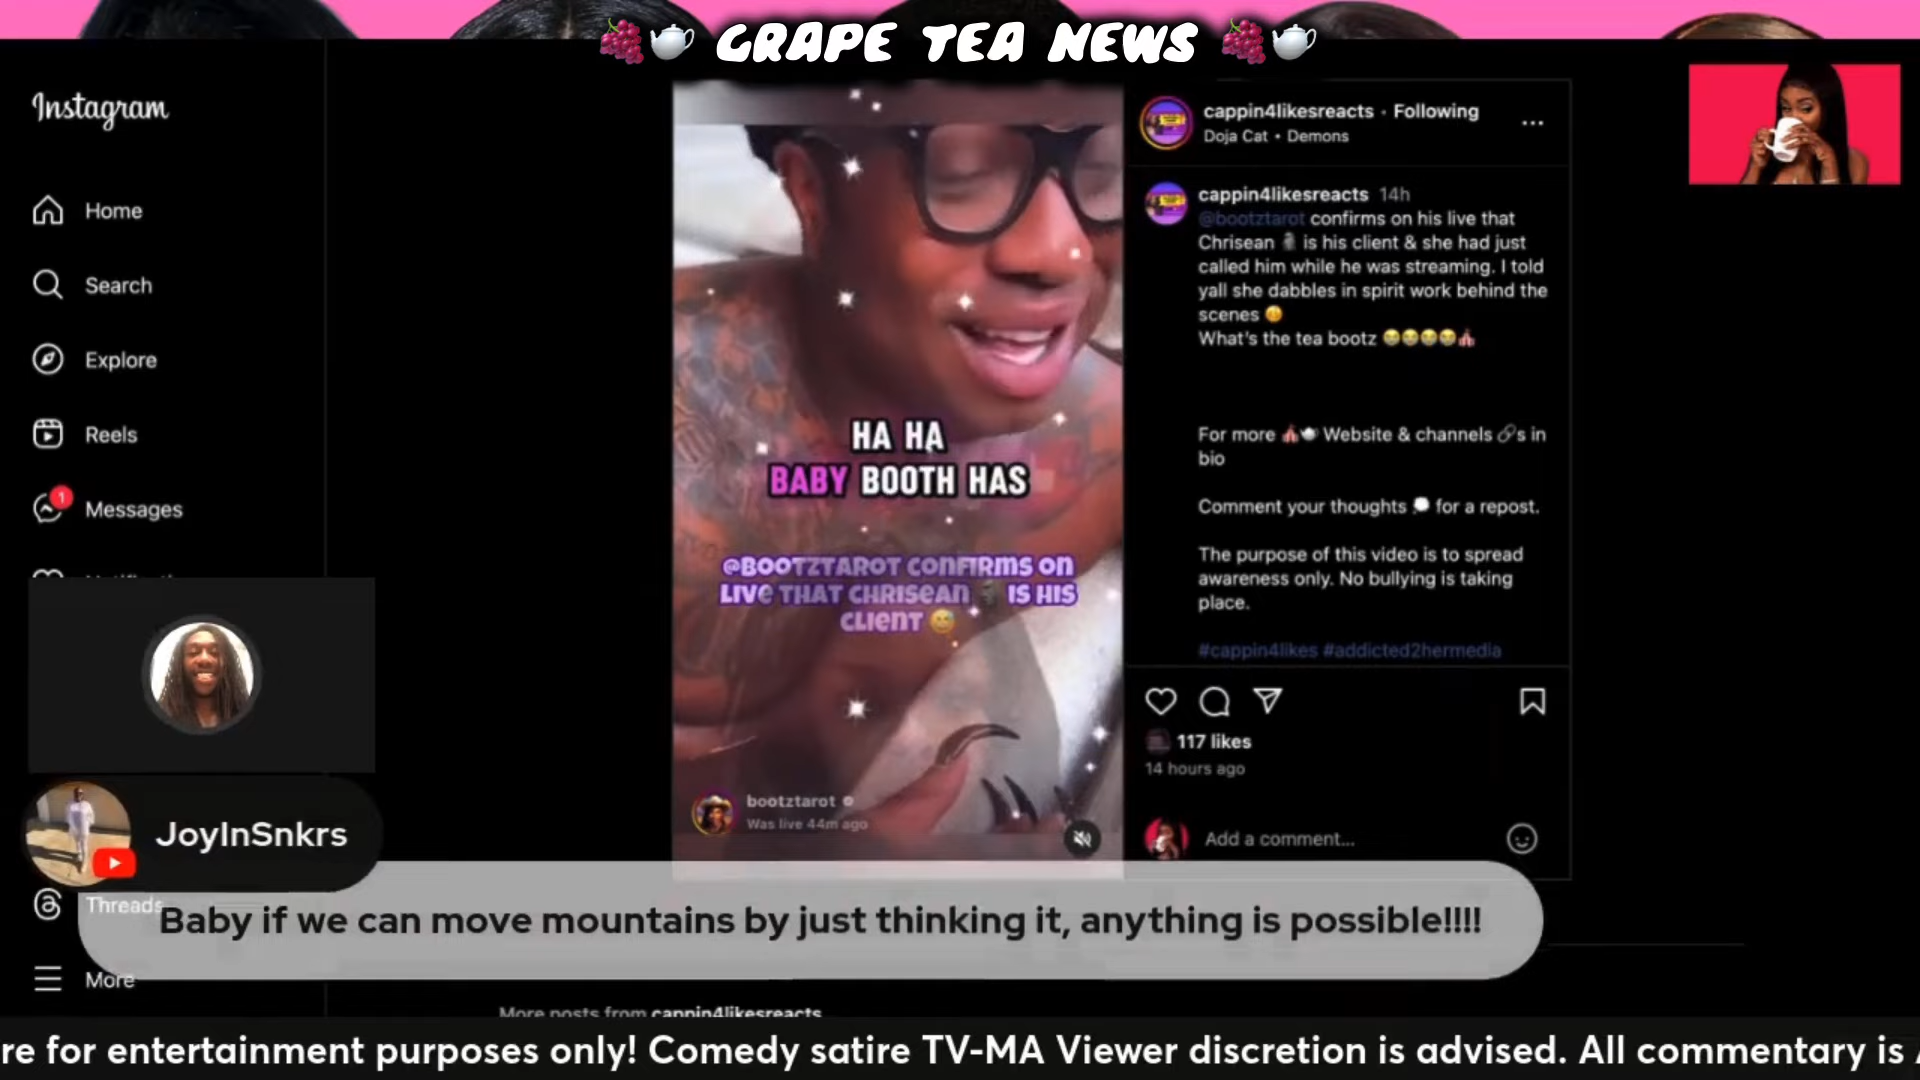 GRAPE TEA NEWS
Instagram
Home
Search
Explore
Reels
1
Messages
Threads
More
HA HA
BABY BOOTH HAS
@BOOTZTAROT CONFIRMS ON
LIVE THAT CHRISEAN IS HIS
CLIENT
bootztarot
Was live 44m ago
cappin4likesreacts • Following
Doja Cat • Demons
cappin4likesreacts 14h
@bootztarot confirms on his live that
Chrisean is his client & she had just
called him while he was streaming. I told
yall she dabbles in spirit work behind the
scenes
What's the tea bootz
For more Website & channels s in
bio
Comment your thoughts for a repost.
The purpose of this video is to spread
awareness only. No bullying is taking
place.
#cappin4likes #addicted2hermedia
117 likes
14 hours ago
Add a comment...
JoyInSnkrs
Baby if we can move mountains by just thinking it, anything is possible!!!!
More posts from cappin4likesreacts
re for entertainment purposes only! Comedy satire TV-MA Viewer discretion is advised. All commentary is